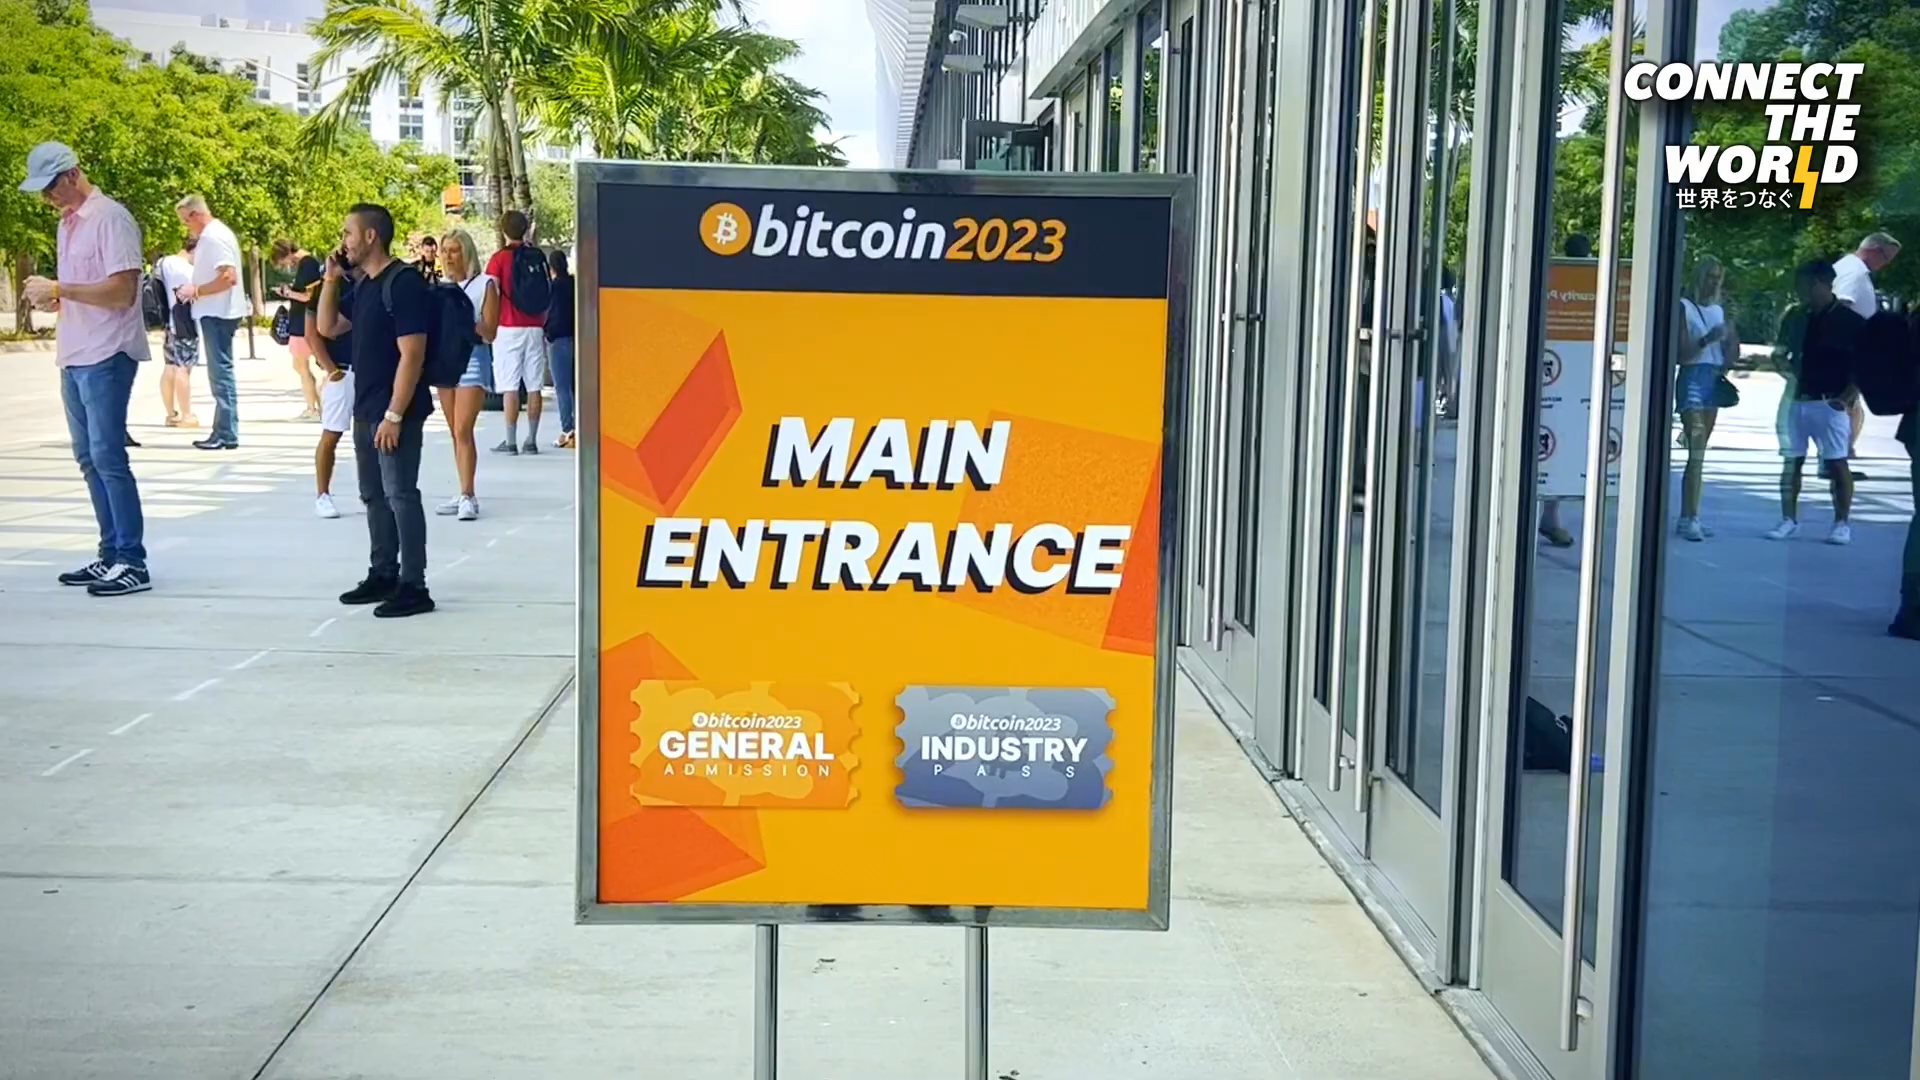 CONNECT
THE
WORLD
世界をつなぐ
bitcoin2023
MAIN
ENTRANCE
bitcoin2023
GENERAL
ADMISSION
bitcoin2023
INDUSTRY
PASS